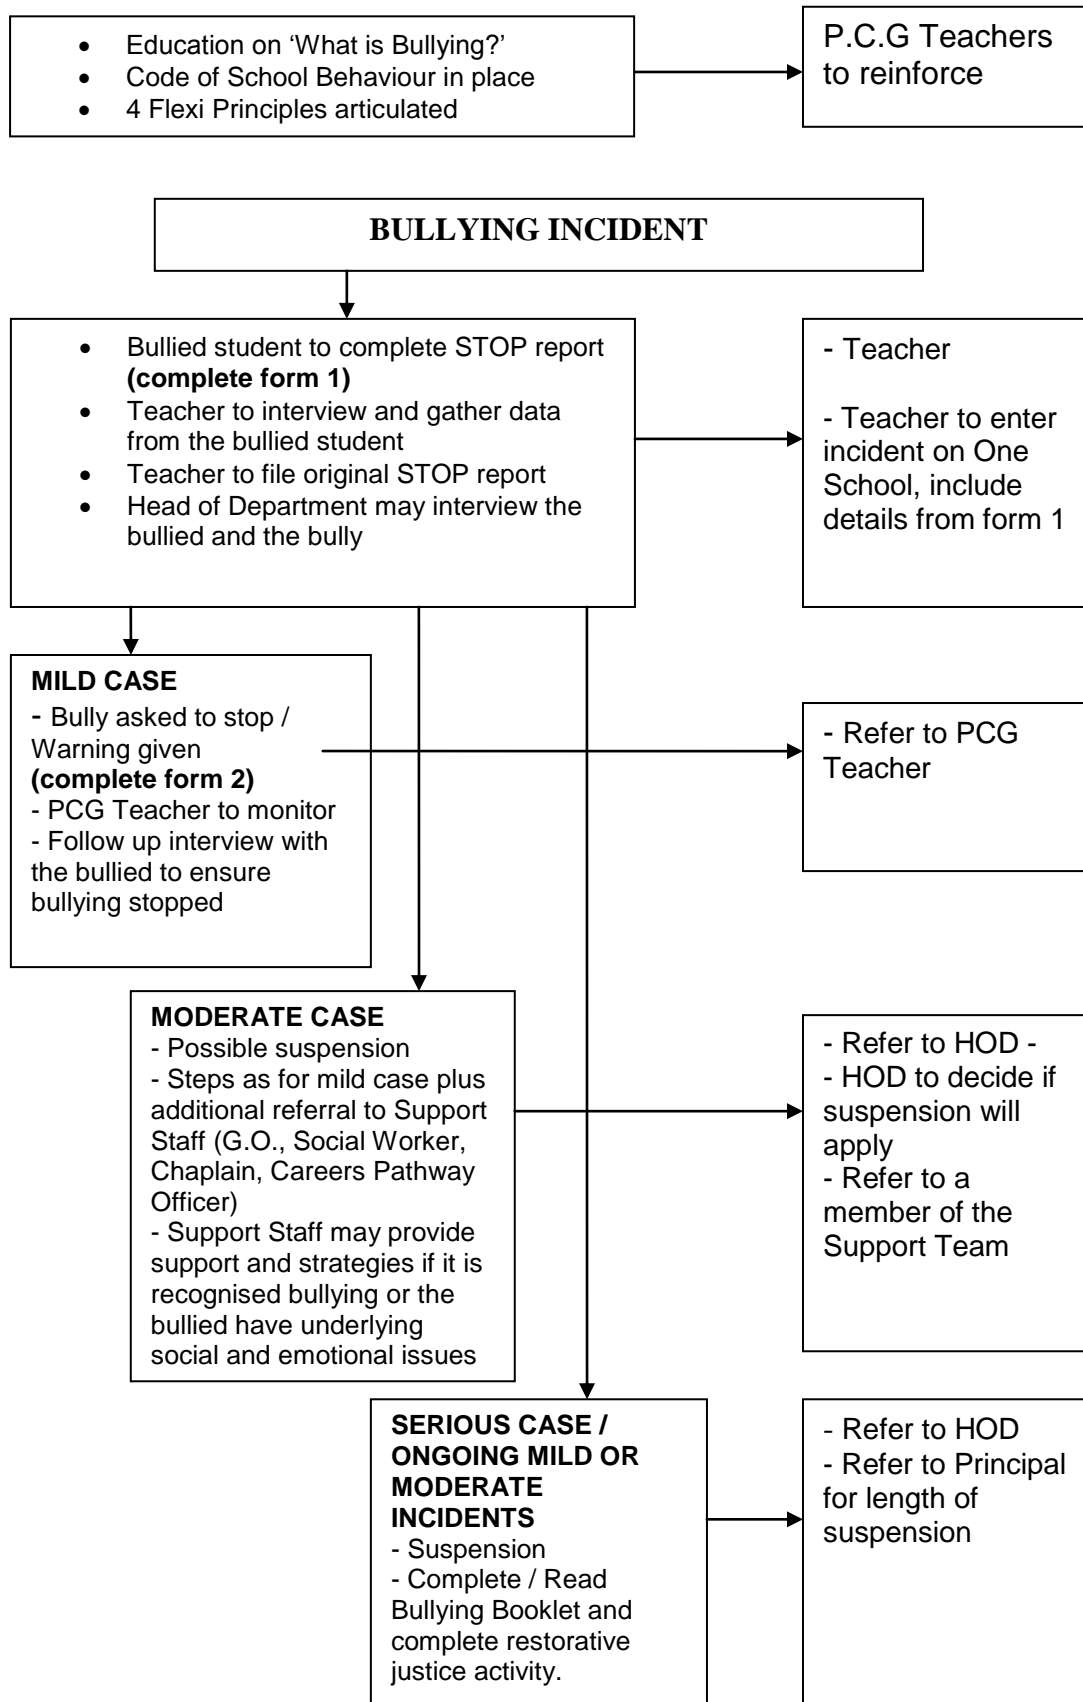 • Education on ‘What is Bullying?’
• Code of School Behaviour in place
• 4 Flexi Principles articulated
P.C.G Teachers
to reinforce
BULLYING INCIDENT
• Bullied student to complete STOP report
(complete form 1)
• Teacher to interview and gather data
from the bullied student
• Teacher to file original STOP report
• Head of Department may interview the
bullied and the bully
- Teacher
- Teacher to enter
incident on One
School, include
details from form 1
MILD CASE
- Bully asked to stop /
Warning given
(complete form 2)
- PCG Teacher to monitor
- Follow up interview with
the bullied to ensure
bullying stopped
- Refer to PCG
Teacher
MODERATE CASE
- Possible suspension
- Steps as for mild case plus
additional referral to Support
Staff (G.O., Social Worker,
Chaplain, Careers Pathway
Officer)
- Support Staff may provide
support and strategies if it is
recognised bullying or the
bullied have underlying
social and emotional issues
- Refer to HOD -
- HOD to decide if
suspension will
apply
- Refer to a
member of the
Support Team
SERIOUS CASE /
ONGOING MILD OR
MODERATE
INCIDENTS
- Suspension
- Complete / Read
Bullying Booklet and
complete restorative
justice activity.
- Refer to HOD
- Refer to Principal
for length of
suspension